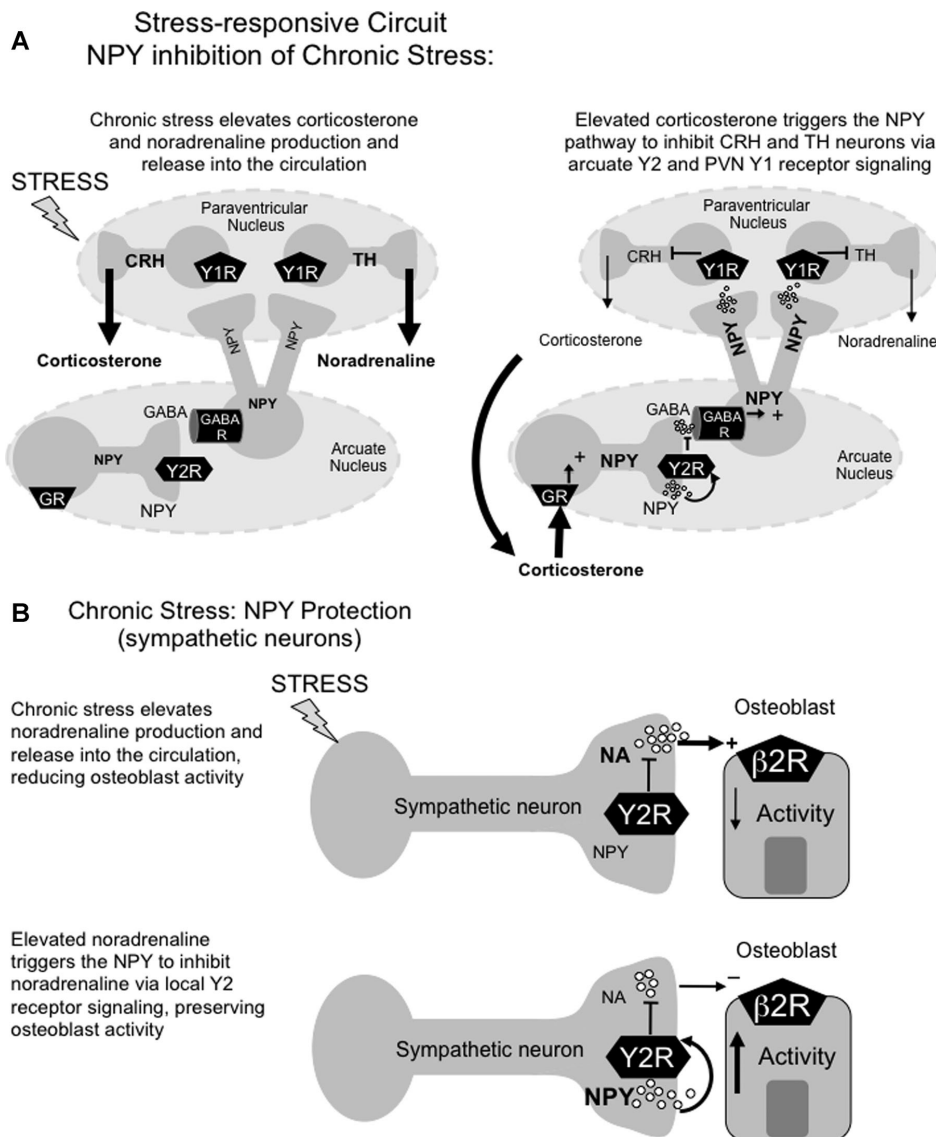 A
Stress-responsive Circuit
NPY inhibition of Chronic Stress:
Chronic stress elevates corticosterone
and noradrenaline production and
release into the circulation
STRESS
Paraventricular
Nucleus
CRH
Y1R
Y1R
TH
NPY
NPY
Corticosterone
Noradrenaline
GABA
GABA
R
NPY
NPY
Y2R
Arcuate
Nucleus
GR
NPY
Elevated corticosterone triggers the NPY
pathway to inhibit CRH and TH neurons via
arcuate Y2 and PVN Y1 receptor signaling
Paraventricular
Nucleus
CRH
Y1R
Y1R
TH
NPY
NPY
Corticosterone
Noradrenaline
GABA
GABA
R
NPY
+
+
NPY
Y2R
Arcuate
Nucleus
GR
NPY
Corticosterone
B
Chronic Stress: NPY Protection
(sympathetic neurons)
Chronic stress elevates
noradrenaline production and
release into the circulation,
reducing osteoblast activity
STRESS
Sympathetic neuron
NA
Y2R
NPY
+
Osteoblast
β2R
Activity
Elevated noradrenaline
triggers the NPY to inhibit
noradrenaline via local Y2
receptor signaling, preserving
osteoblast activity
Sympathetic neuron
NA
Y2R
NPY
−
Osteoblast
β2R
Activity